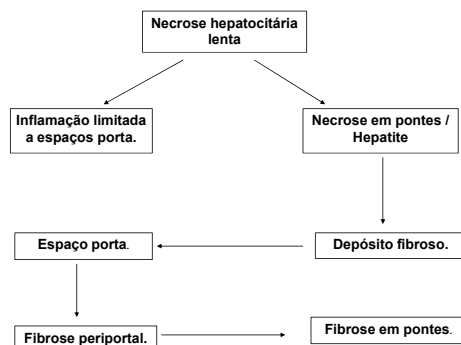 Necrose hepatocitária
lenta
Inflamação limitada
a espaços porta.
Necrose em pontes /
Hepatite
Espaço porta.
Depósito fibroso.
Fibrose periportal.
Fibrose em pontes.